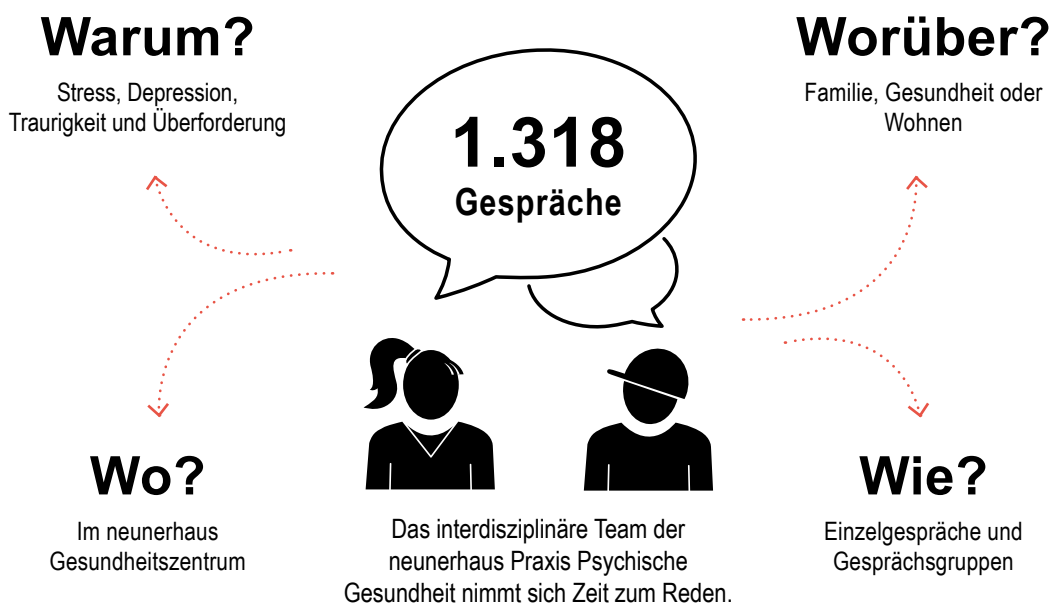 Warum?
Stress, Depression,
Traurigkeit und Überforderung
1.318
Gespräche
Worüber?
Familie, Gesundheit oder
Wohnen
Wo?
Im neunerhaus
Gesundheitszentrum
Das interdisziplinäre Team der
neunerhaus Praxis Psychische
Gesundheit nimmt sich Zeit zum Reden.
Wie?
Einzelgespräche und
Gesprächsgruppen